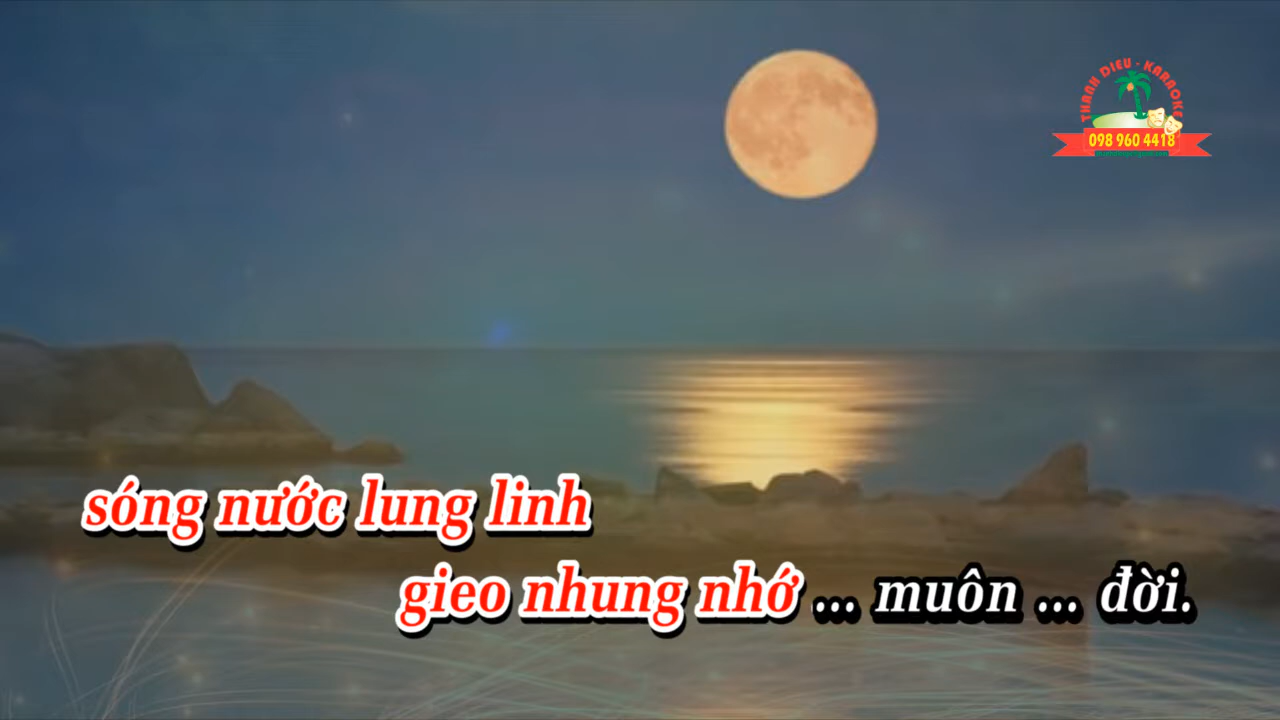 THANH DIEU - KARAOKE
098 960 4418
sóng nước lung linh
gieo nhung nhớ ... muôn ... đời.